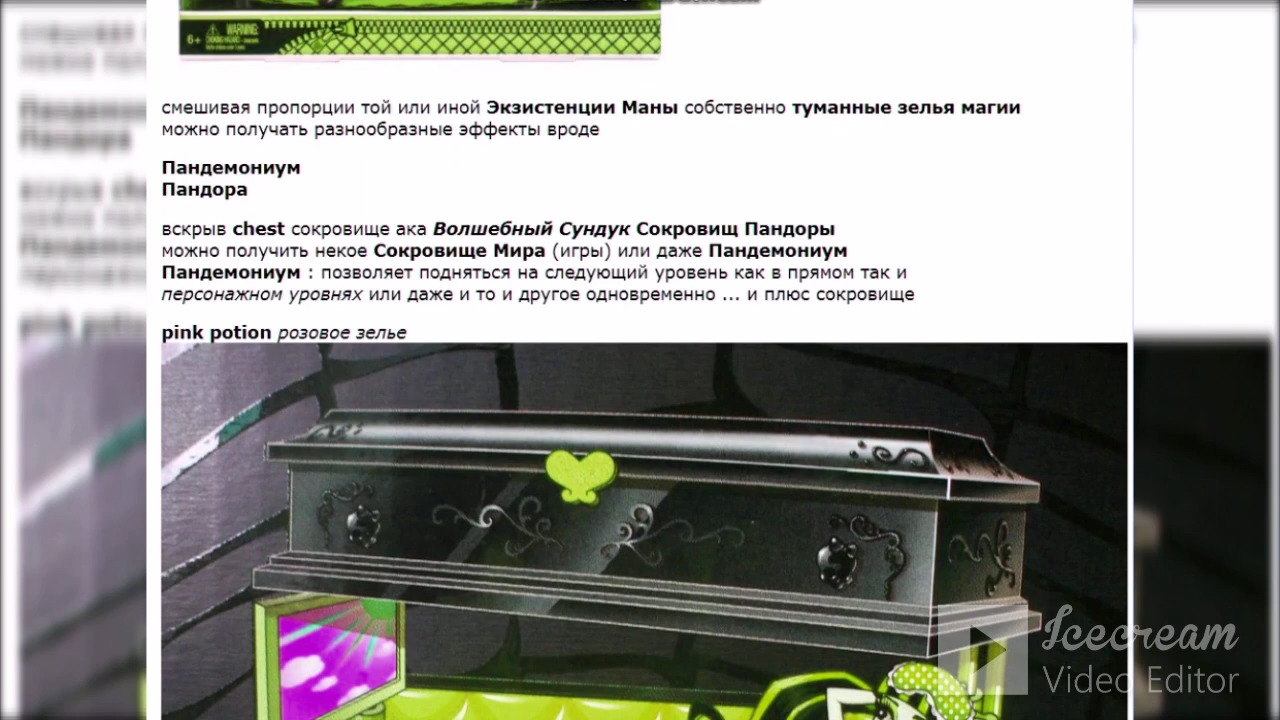 WARNING:
6+
смешивая пропорции той или иной Экзистенции Маны собственно туманные зелья магии
можно получать разнообразные эффекты вроде
Пандемониум
Пандора
вскрыв chest сокровище ака Волшебный Сундук Сокровищ Пандоры
можно получить некое Сокровище Мира (игры) или даже Пандемониум
Пандемониум : позволяет подняться на следующий уровень как в прямом так и
персонажном уровнях или даже и то и другое одновременно ... и плюс сокровище
pink potion розовое зелье
Icecream
Video Editor